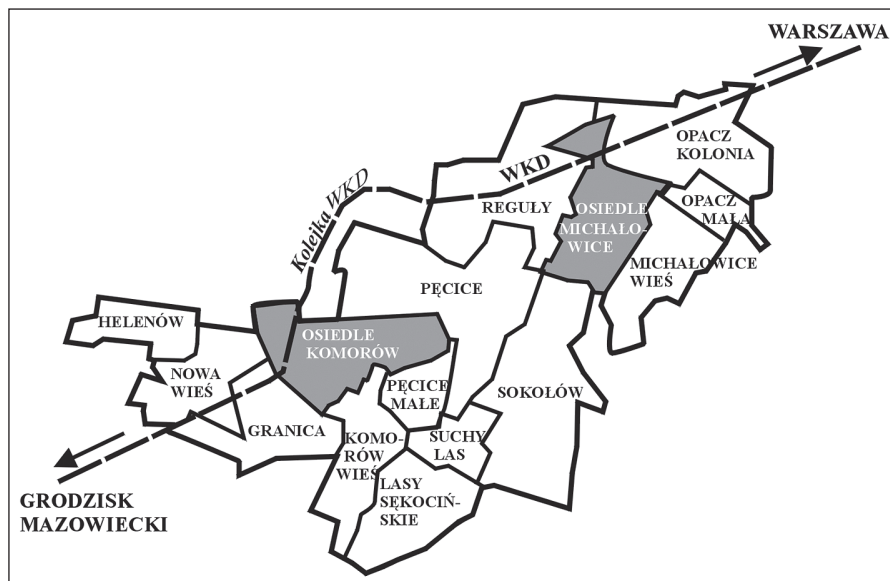 WARSZAWA
OPACZ
KOLONIA
WKD
Kolejka WKD
REGUŁY
OSIEDLE
MICHAŁO-
WICE
OPACZ
MAŁA
MICHAŁOWICE
WIEŚ
PĘCICE
HELENÓW
OSIEDLE
KOMORÓW
NOWA
WIEŚ
PĘCICE
MAŁE
SOKOŁÓW
GRANICA
KOMO-
RÓW
WIEŚ
SUCHY
LAS
LASY
SĘKOCIŃ-
SKIE
GRODZISK
MAZOWIECKI